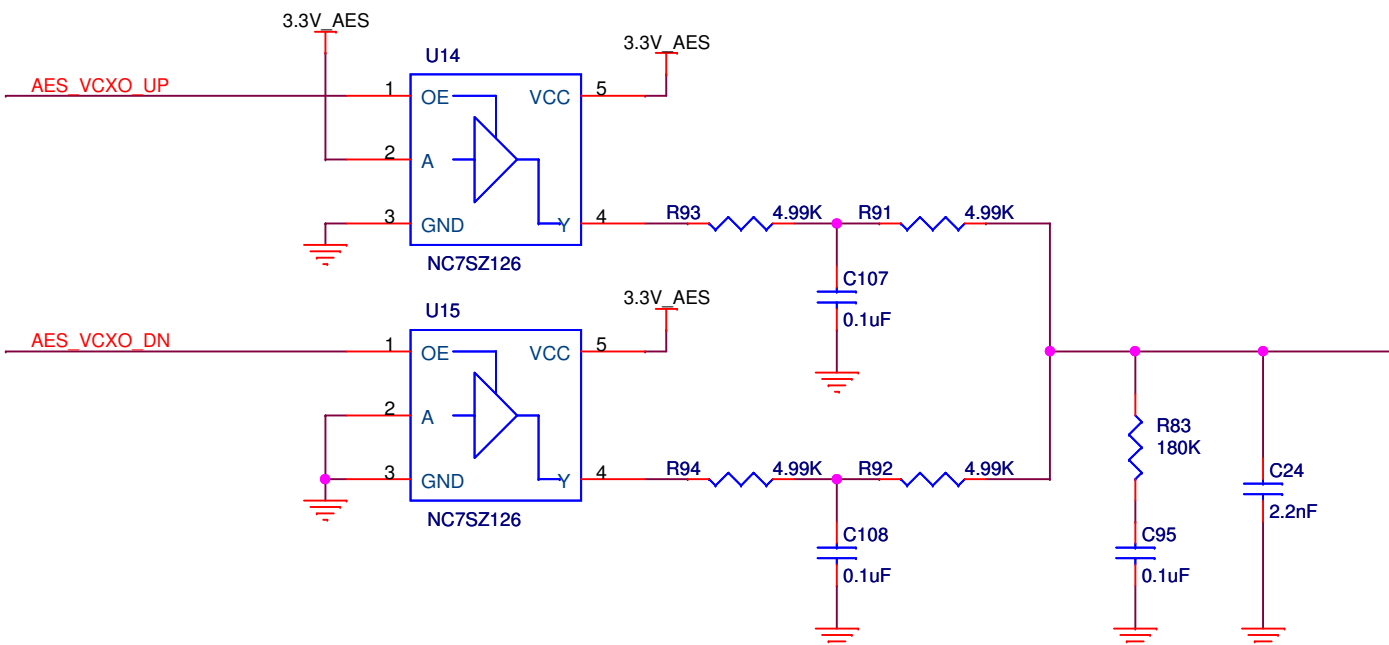 3.3V_AES
U14
3.3V_AES
AES_VCXO_UP
1
OE
VCC
5
2
A
3
GND
Y
4
R93
4.99K
R91
4.99K
NC7SZ126
C107
0.1uF
U15
3.3V_AES
AES_VCXO_DN
1
OE
VCC
5
2
A
3
GND
Y
4
R94
4.99K
R92
4.99K
NC7SZ126
C108
0.1uF
R83
180K
C95
0.1uF
C24
2.2nF